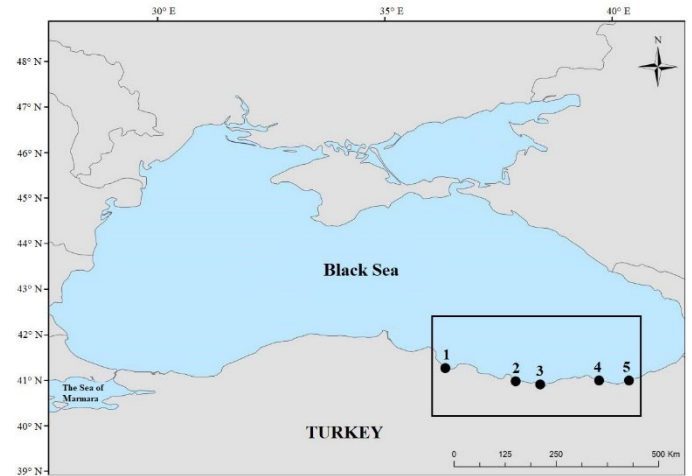 30° E 35° E 40° E
N
48° N
47° N
46° N
45° N
44° N
43° N
42° N
41° N
40° N
39° N
Black Sea
1 2 3 4 5
The Sea of
Marmara
TURKEY
0 125 250 500 Km